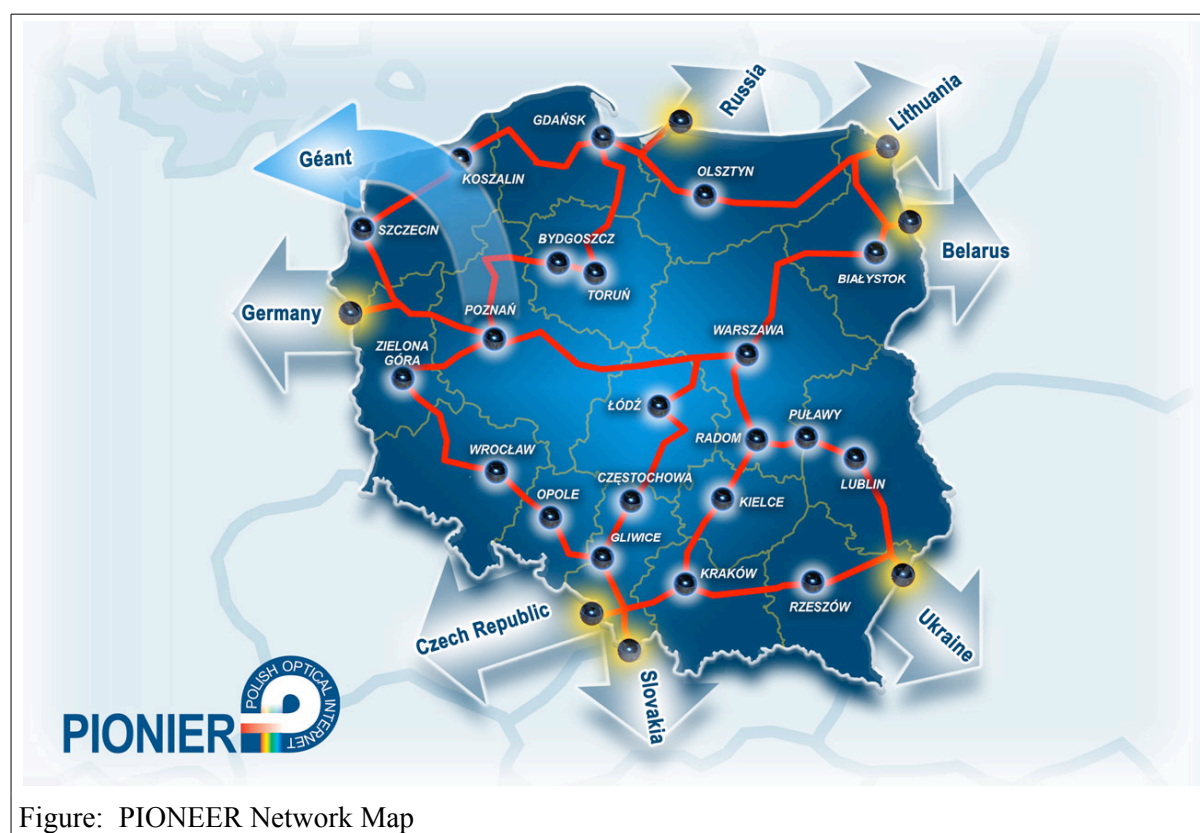 Russia
Lithuania
GDAŃSK
Géant
KOSZALIN
OLSZTYN
SZCZECIN
BYDGOSZCZ
Belarus
BIAŁYSTOK
TORUŃ
Germany
POZNAŃ
WARSZAWA
ZIELONA
GÓRA
ŁÓDŹ
PUŁAWY
RADOM
WROCŁAW
LUBLIN
CZĘSTOCHOWA
OPOLE
KIELCE
GLIWICE
KRAKÓW
RZESZÓW
Czech Republic
Ukraine
Slovakia
POLISH OPTICAL INTERNET
PIONIER
Figure: PIONEER Network Map